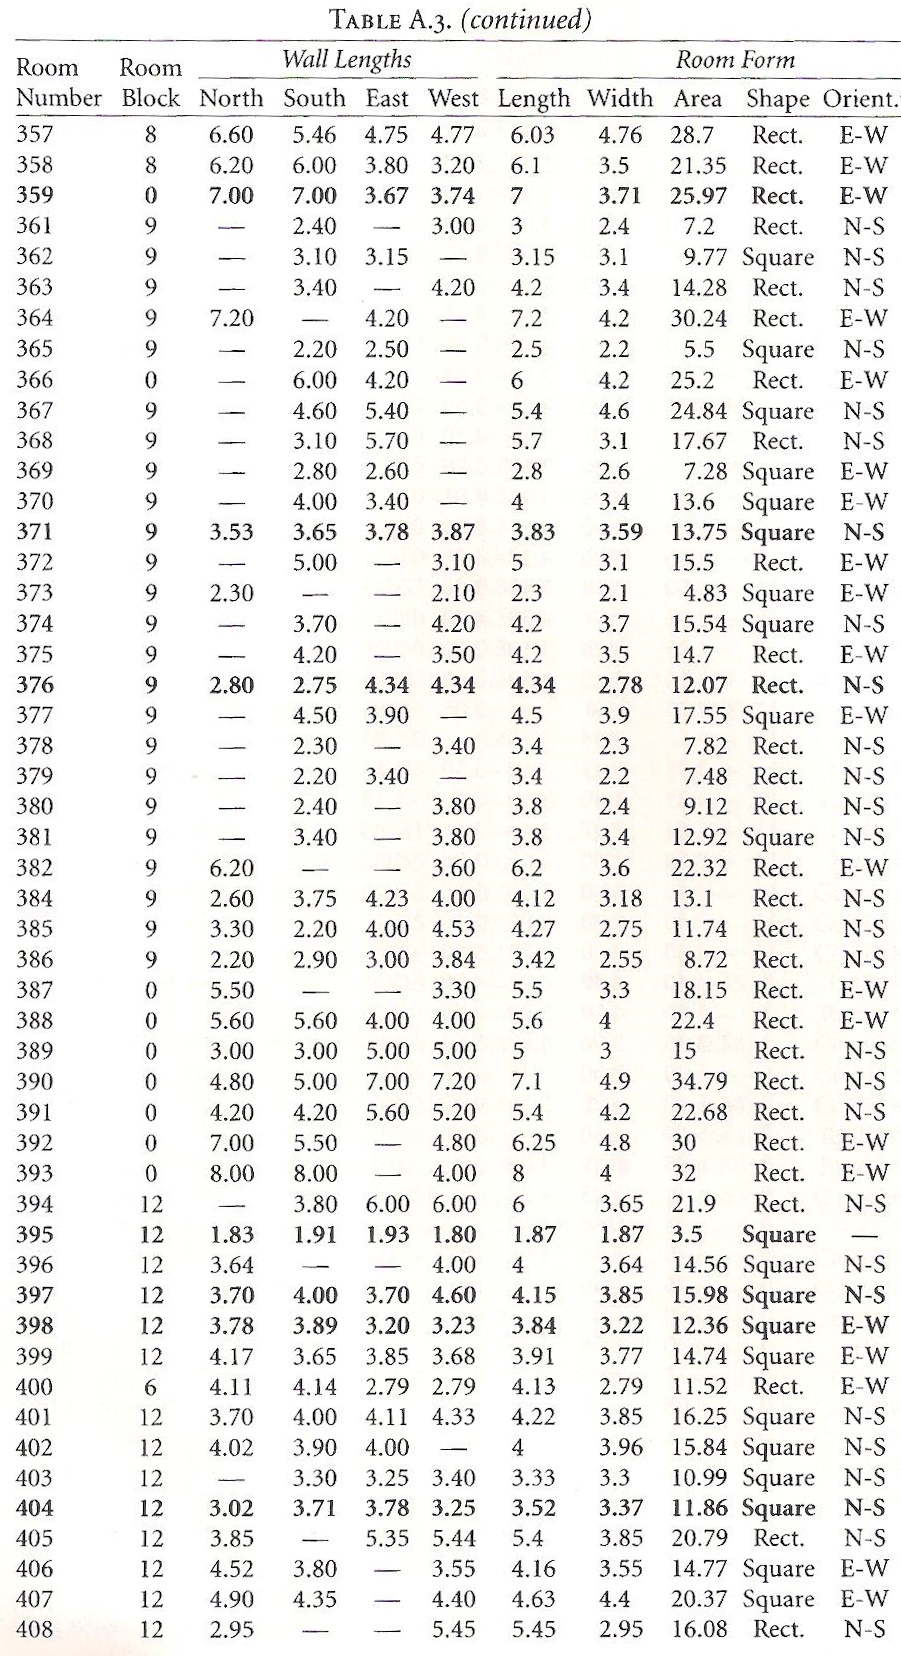 TABLE A.3. (continued)
Wall Lengths Room Form
Room Room
Number Block North South East West Length Width Area Shape Orient.
357 8 6.60 5.46 4.75 4.77 6.03 4.76 28.7 Rect. E-W
358 8 6.20 6.00 3.80 3.20 6.1 3.5 21.35 Rect. E-W
359 0 7.00 7.00 3.67 3.74 7 3.71 25.97 Rect. E-W
361 9 — 2.40 — 3.00 3 2.4 7.2 Rect. N-S
362 9 — 3.10 3.15 — 3.15 3.1 9.77 Square N-S
363 9 — 3.40 — 4.20 4.2 3.4 14.28 Rect. N-S
364 9 7.20 — 4.20 — 7.2 4.2 30.24 Rect. E-W
365 9 — 2.20 2.50 — 2.5 2.2 5.5 Square N-S
366 0 — 6.00 4.20 — 6 4.2 25.2 Rect. E-W
367 9 — 4.60 5.40 — 5.4 4.6 24.84 Square N-S
368 9 — 3.10 5.70 — 5.7 3.1 17.67 Rect. N-S
369 9 — 2.80 2.60 — 2.8 2.6 7.28 Square E-W
370 9 — 4.00 3.40 — 4 3.4 13.6 Square E-W
371 9 3.53 3.65 3.78 3.87 3.83 3.59 13.75 Square N-S
372 9 — 5.00 — 3.10 5 3.1 15.5 Rect. E-W
373 9 2.30 — — 2.10 2.3 2.1 4.83 Square E-W
374 9 — 3.70 — 4.20 4.2 3.7 15.54 Square N-S
375 9 — 4.20 — 3.50 4.2 3.5 14.7 Rect. E-W
376 9 2.80 2.75 4.34 4.34 4.34 2.78 12.07 Rect. N-S
377 9 — 4.50 3.90 — 4.5 3.9 17.55 Square E-W
378 9 — 2.30 — 3.40 3.4 2.3 7.82 Rect. N-S
379 9 — 2.20 3.40 — 3.4 2.2 7.48 Rect. N-S
380 9 — 2.40 — 3.80 3.8 2.4 9.12 Rect. N-S
381 9 — 3.40 — 3.80 3.8 3.4 12.92 Square N-S
382 9 6.20 — — 3.60 6.2 3.6 22.32 Rect. E-W
384 9 2.60 3.75 4.23 4.00 4.12 3.18 13.1 Rect. N-S
385 9 3.30 2.20 4.00 4.53 4.27 2.75 11.74 Rect. N-S
386 9 2.20 2.90 3.00 3.84 3.42 2.55 8.72 Rect. N-S
387 0 5.50 — — 3.30 5.5 3.3 18.15 Rect. E-W
388 0 5.60 5.60 4.00 4.00 5.6 4 22.4 Rect. E-W
389 0 3.00 3.00 5.00 5.00 5 3 15 Rect. N-S
390 0 4.80 5.00 7.00 7.20 7.1 4.9 34.79 Rect. N-S
391 0 4.20 4.20 5.60 5.20 5.4 4.2 22.68 Rect. N-S
392 0 7.00 5.50 — 4.80 6.25 4.8 30 Rect. E-W
393 0 8.00 8.00 — 4.00 8 4 32 Rect. E-W
394 12 — 3.80 6.00 6.00 6 3.65 21.9 Rect. N-S
395 12 1.83 1.91 1.93 1.80 1.87 1.87 3.5 Square —
396 12 3.64 — — 4.00 4 3.64 14.56 Square N-S
397 12 3.70 4.00 3.70 4.60 4.15 3.85 15.98 Square N-S
398 12 3.78 3.89 3.20 3.23 3.84 3.22 12.36 Square E-W
399 12 4.17 3.65 3.85 3.68 3.91 3.77 14.74 Square E-W
400 6 4.11 4.14 2.79 2.79 4.13 2.79 11.52 Rect. E-W
401 12 3.70 4.00 4.11 4.33 4.22 3.85 16.25 Square N-S
402 12 4.02 3.90 4.00 — 4 3.96 15.84 Square N-S
403 12 — 3.30 3.25 3.40 3.33 3.3 10.99 Square N-S
404 12 3.02 3.71 3.78 3.25 3.52 3.37 11.86 Square N-S
405 12 3.85 — 5.35 5.44 5.4 3.85 20.79 Rect. N-S
406 12 4.52 3.80 — 3.55 4.16 3.55 14.77 Square E-W
407 12 4.90 4.35 — 4.40 4.63 4.4 20.37 Square E-W
408 12 2.95 — — 5.45 5.45 2.95 16.08 Rect. N-S